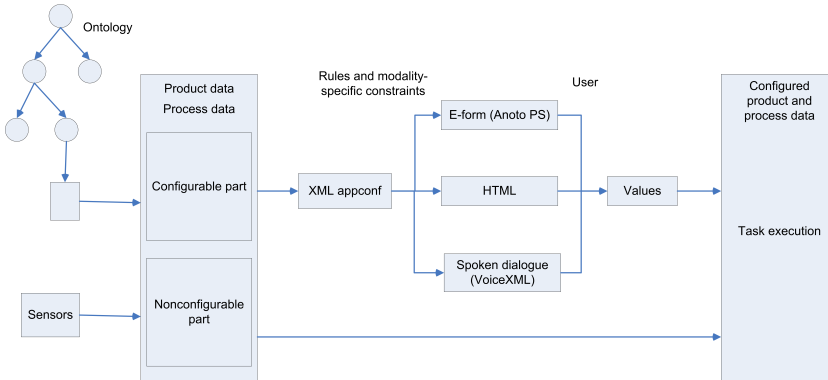 Ontology
Product data
Process data
Configurable part
Nonconfigurable
part
Sensors
XML appconf
Rules and modality-
specific constraints
E-form (Anoto PS)
HTML
Spoken dialogue
(VoiceXML)
User
Values
Configured
product and
process data
Task execution